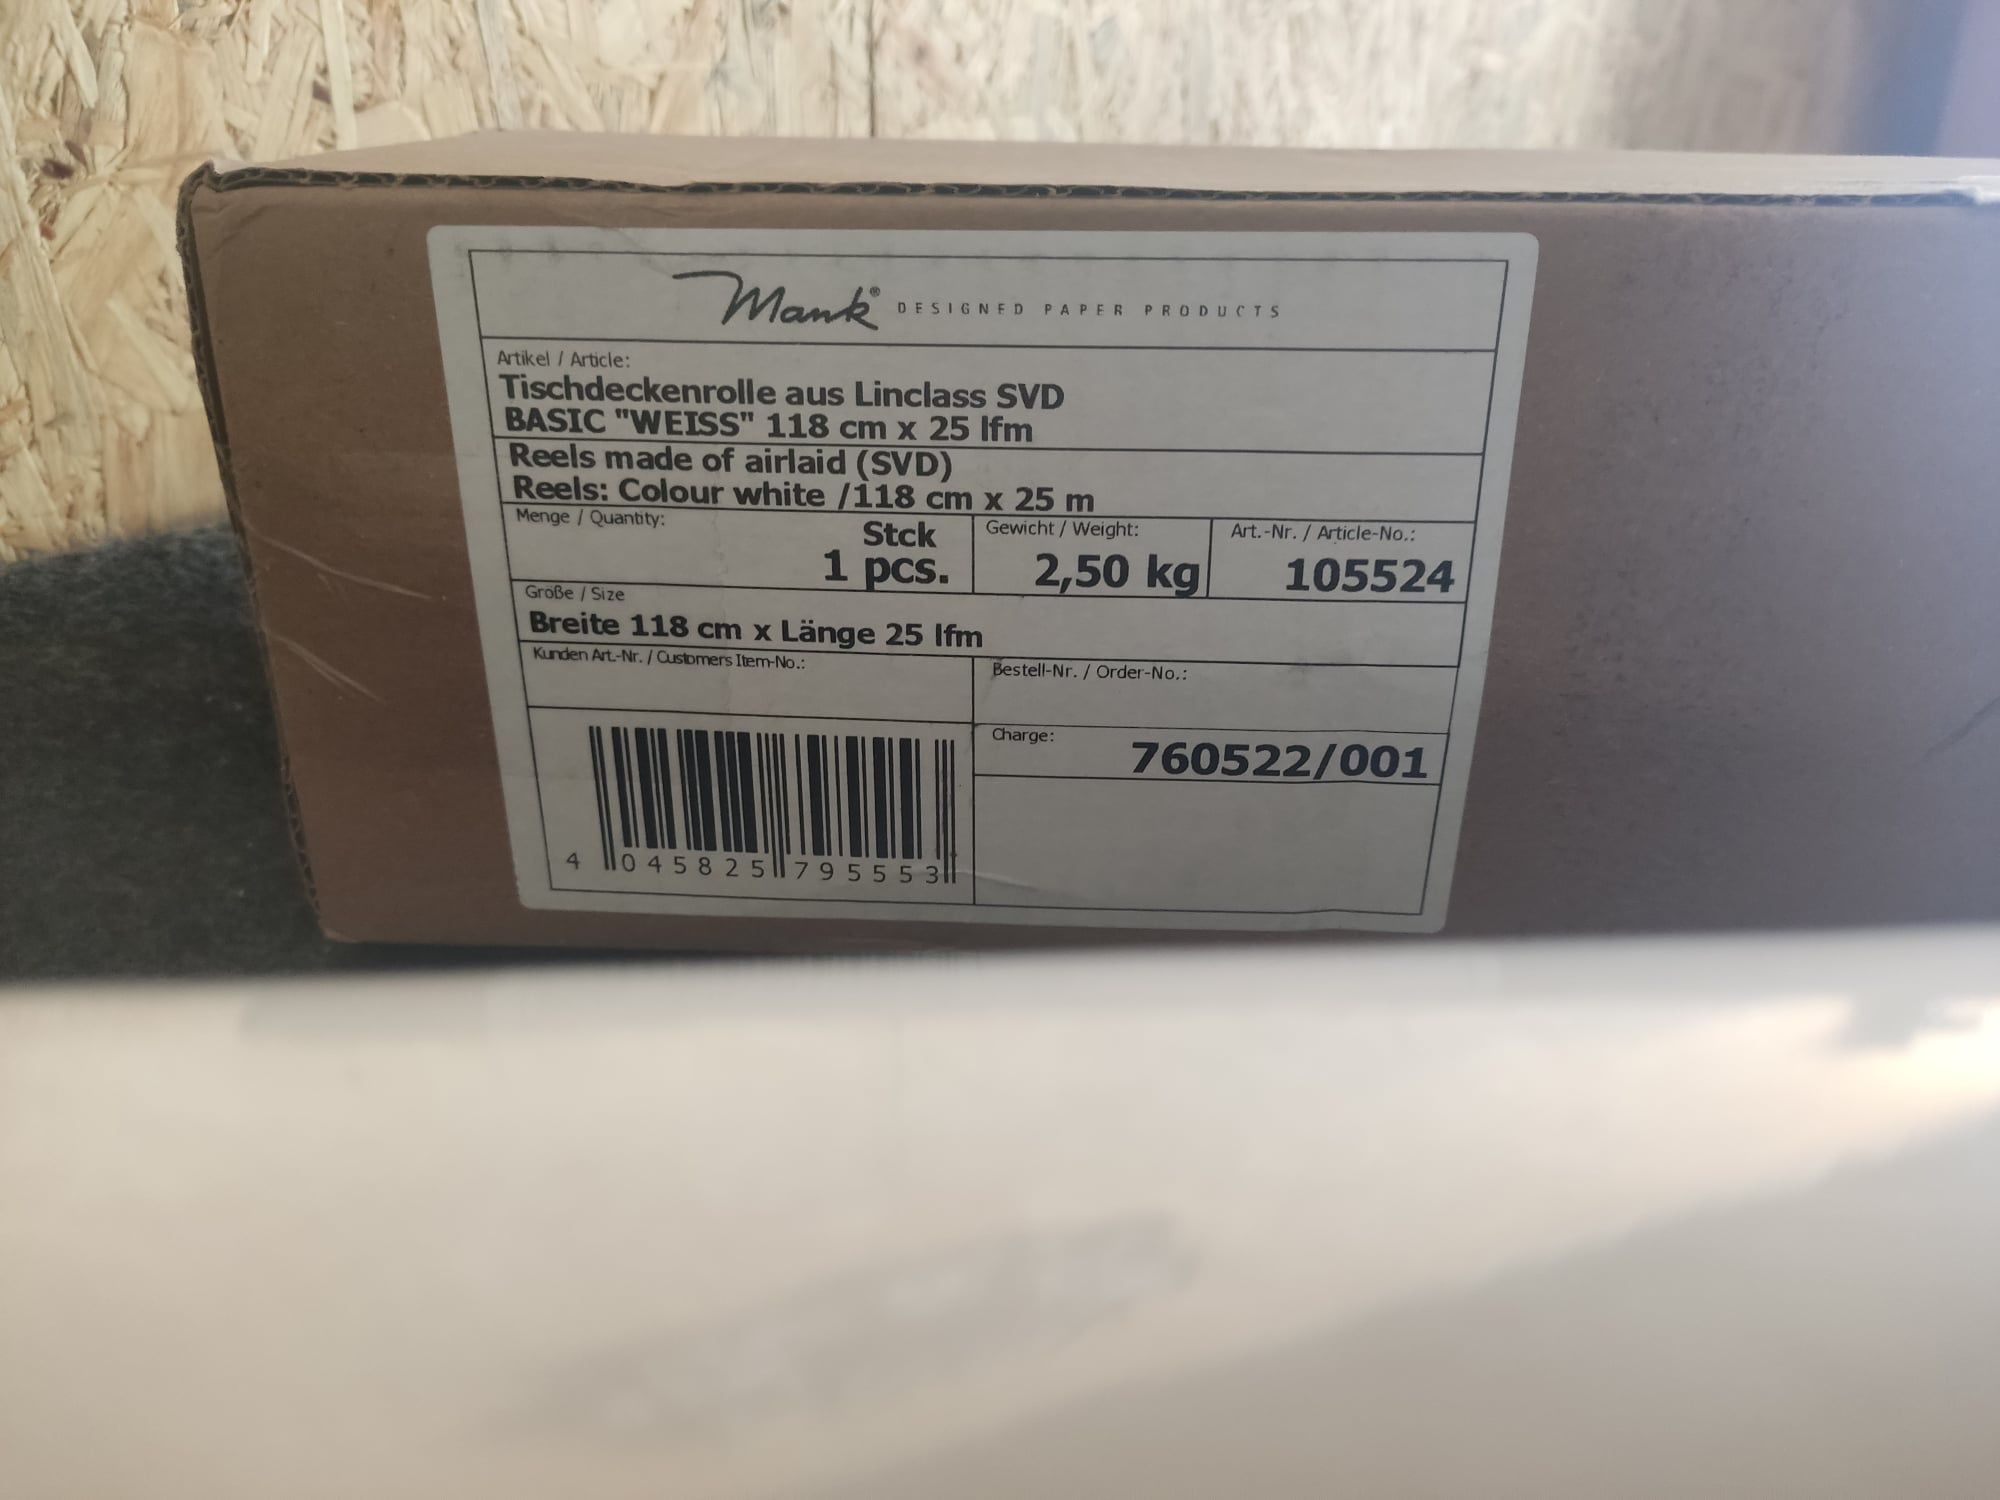 Mank® DESIGNED PAPER PRODUCTS
Artikel / Article:
Tischdeckenrolle aus Linclass SVD
BASIC "WEISS" 118 cm x 25 lfm
Reels made of airlaid (SVD)
Reels: Colour white /118 cm x 25 m
Menge / Quantity:
Stck
1 pcs.
Gewicht / Weight:
2,50 kg
Art.-Nr. / Article-No.:
105524
Größe / Size
Breite 118 cm x Länge 25 lfm
Kunden Art.-Nr. / Customers Item-No.:
Bestell-Nr. / Order-No.:
Charge:
760522/001
4 045825 795553